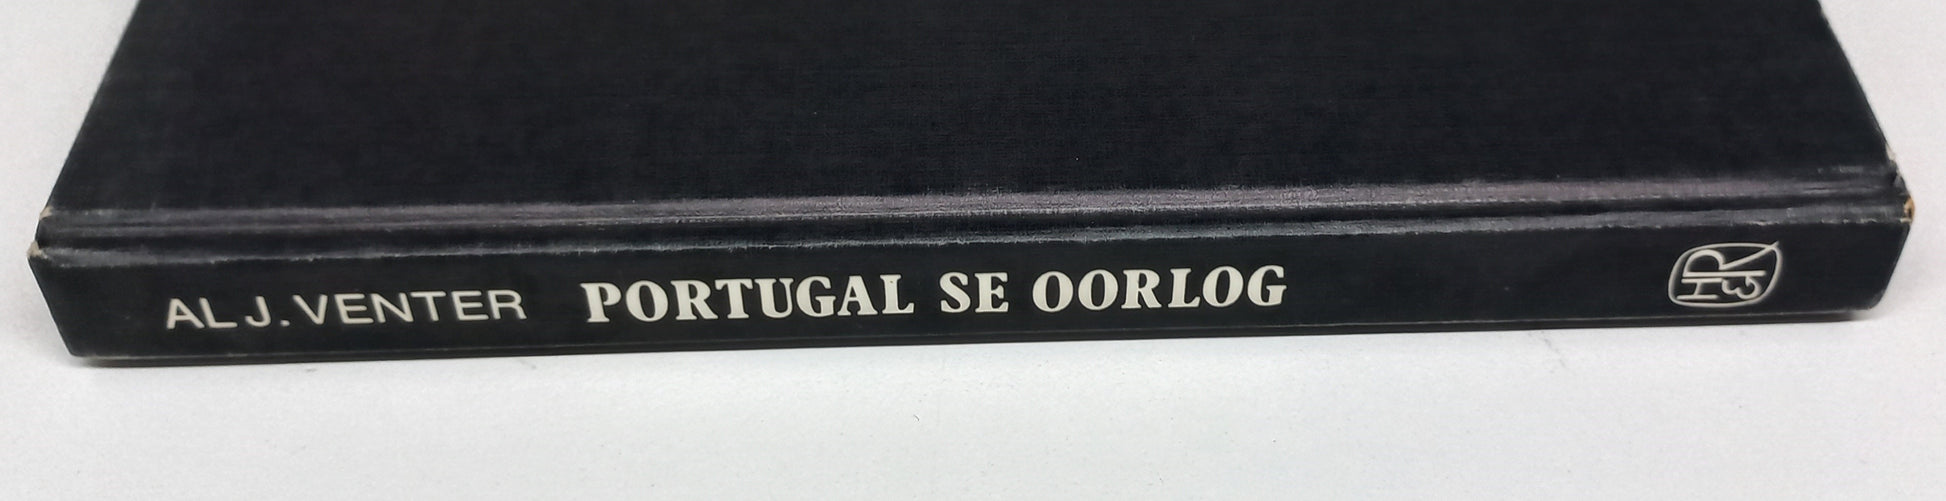 AL J. VENTER PORTUGAL SE OORLOG H&R